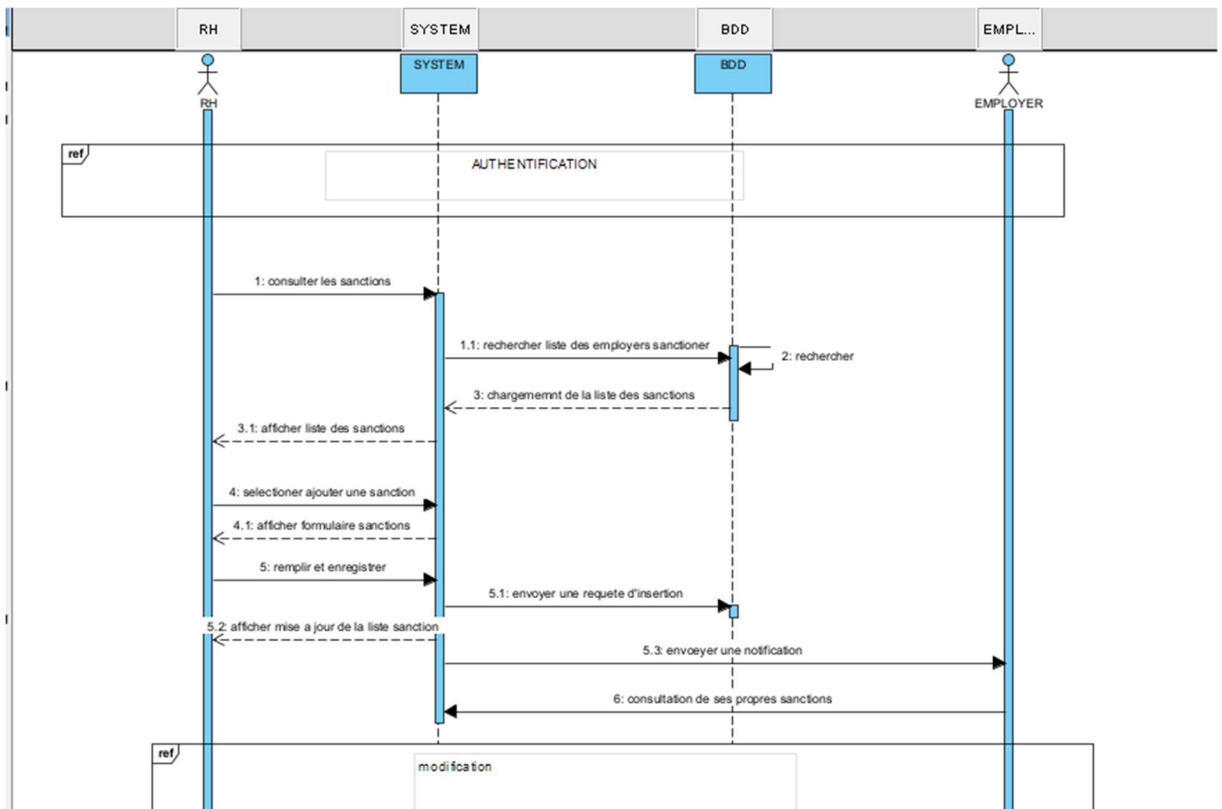 RH
SYSTEM
BDD
EMPL...
SYSTEM
BDD
RH
EMPLOYER
ref
AUTHENTIFICATION
1: consulter les sanctions
1.1: rechercher liste des employers sanctioner
2: rechercher
3: chargememnt de la liste des sanctions
3.1: afficher liste des sanctions
4: selectioner ajouter une sanction
4.1: afficher formulaire sanctions
5: remplir et enregistrer
5.1: envoyer une requete d'insertion
5.2: afficher mise a jour de la liste sanction
5.3: envoeyer une notification
6: consultation de ses propres sanctions
ref
modifcation